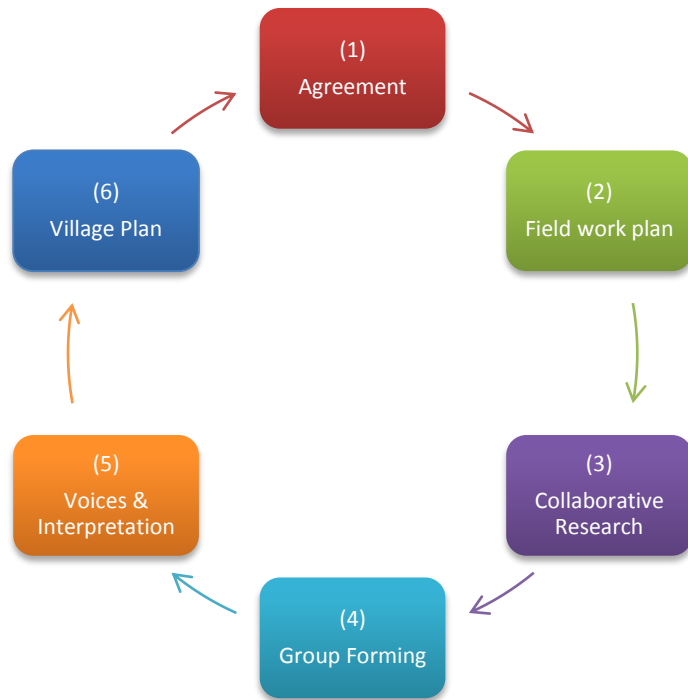 (1)
Agreement
(2)
Field work plan
(3)
Collaborative
Research
(4)
Group Forming
(5)
Voices &
Interpretation
(6)
Village Plan